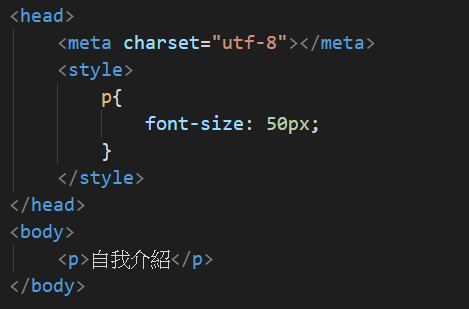 <head>
<meta charset="utf-8"></meta>
<style>
p{
font-size: 50px;
}
</style>
</head>
<body>
<p>自我介紹</p>
</body>